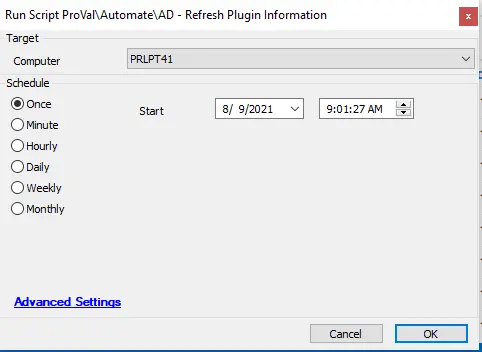 Run Script ProVal\Automate\AD - Refresh Plugin Information
x
Target
Computer PRLPT41
Schedule
Once Start 8/ 9/2021 9:01:27 AM
Minute
Hourly
Daily
Weekly
Monthly
Advanced Settings
Cancel OK